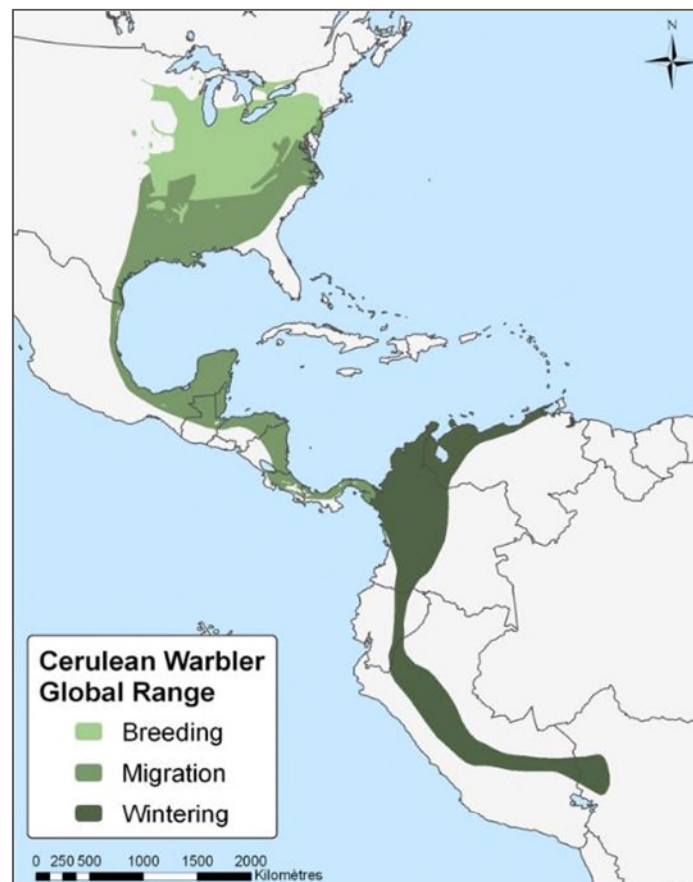 N
Cerulean Warbler
Global Range
Breeding
Migration
Wintering
0 250 500 1000 1500 2000
Kilomètres